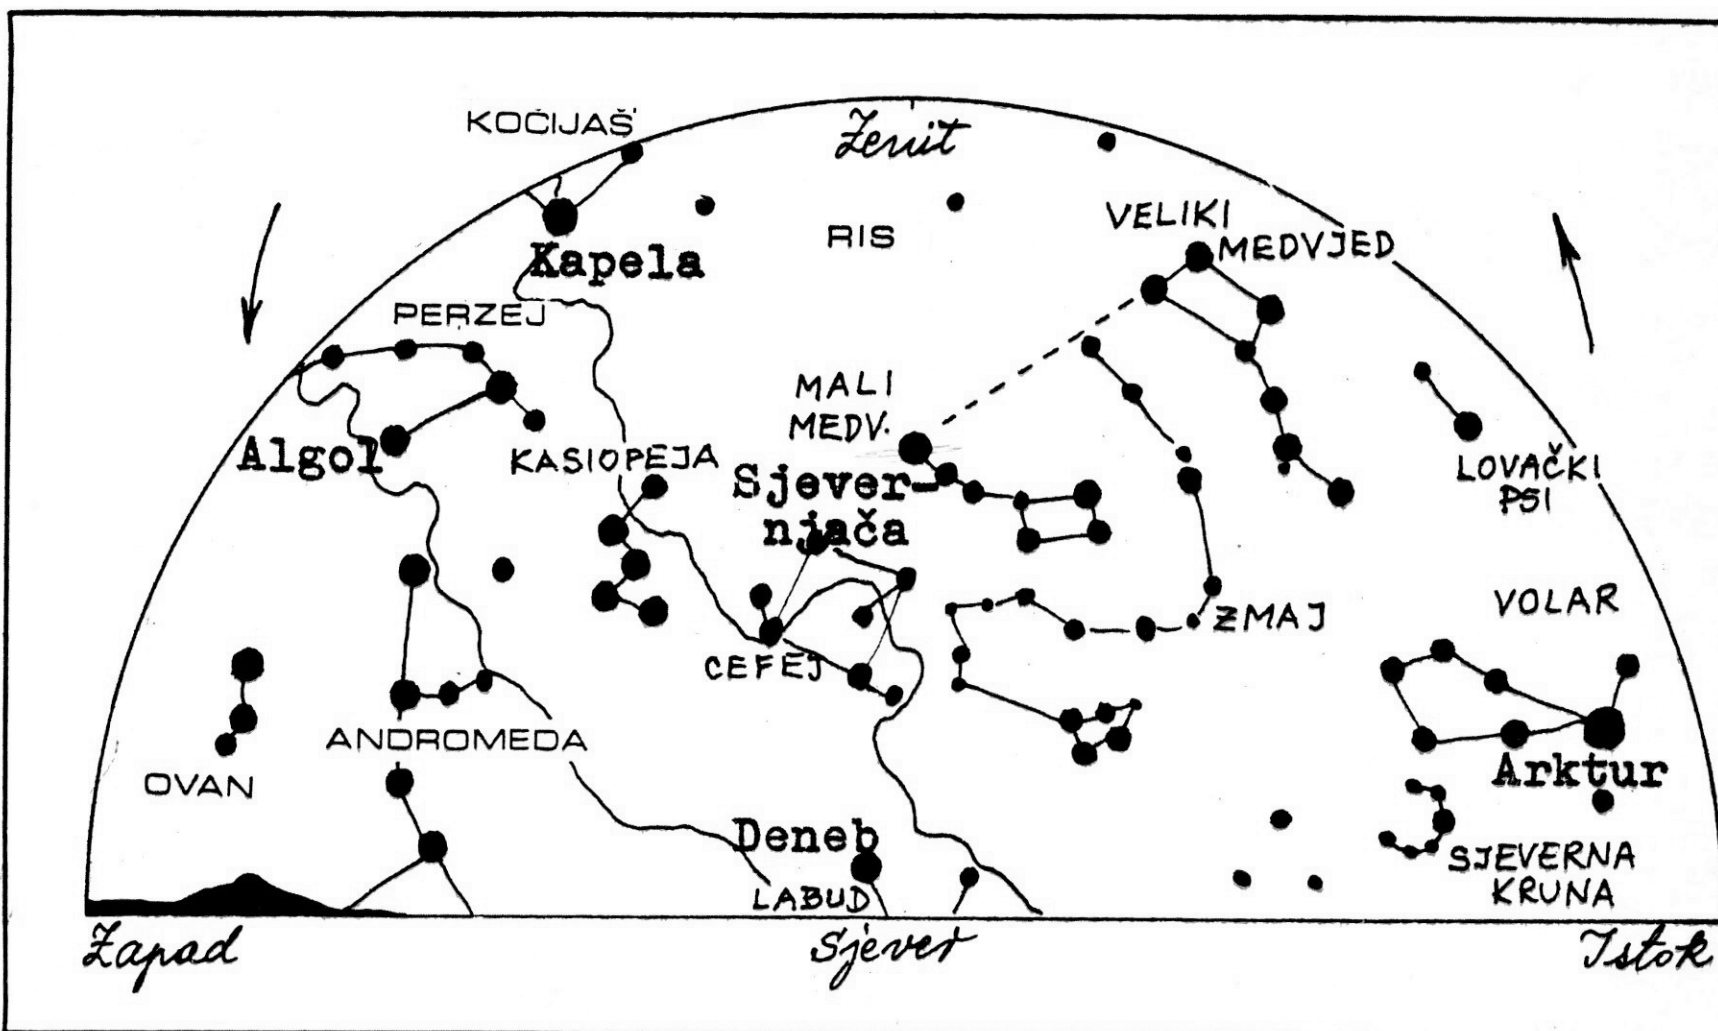 KOČIJAŠ
Zenit
Kapela
RIS
VELIKI
MEDVJED
PERZEJ
MALI
MEDV.
Algol
KASIOPEJA
Sjever-
njača
LOVAČKI
PSI
ZMAJ
VOLAR
CEFEJ
ANDROMEDA
OVAN
Arktur
Deneb
LABUD
SJEVERNA
KRUNA
Zapad
Sjever
Istok